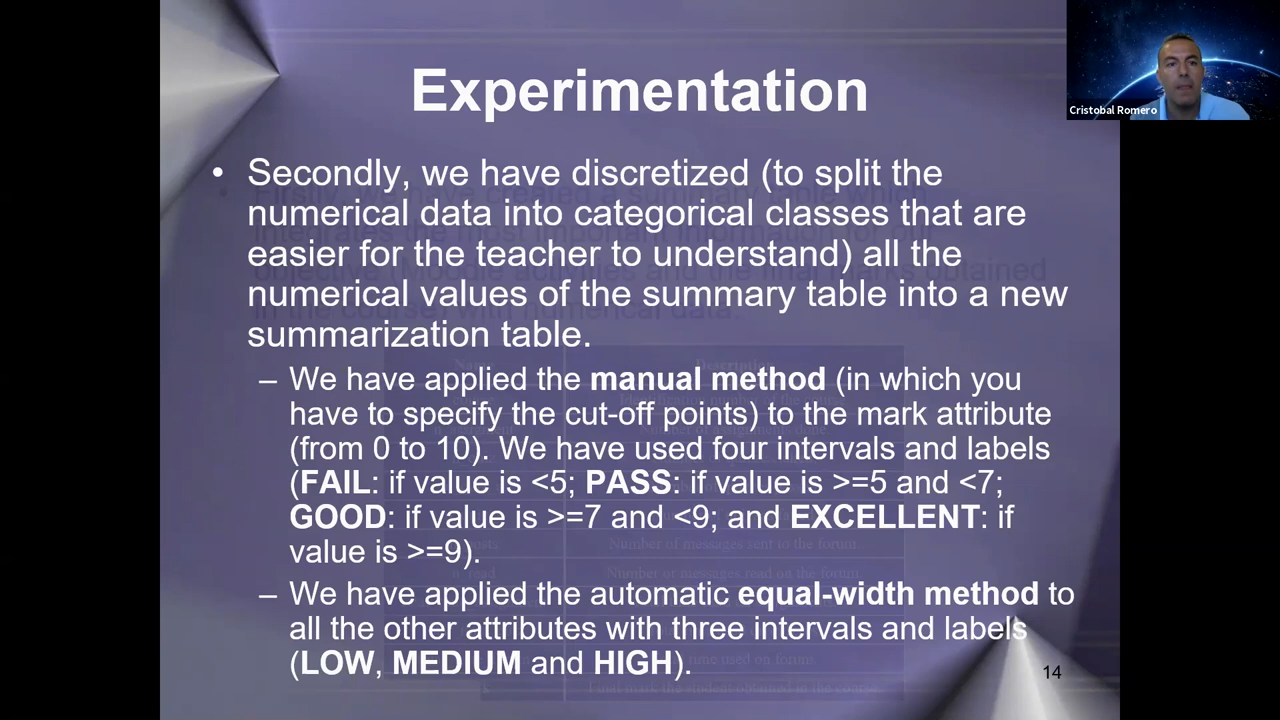 Experimentation
Cristobal Romero
• Secondly, we have discretized (to split the
numerical data into categorical classes that are
easier for the teacher to understand) all the
numerical values of the summary table into a new
summarization table.
– We have applied the manual method (in which you
have to specify the cut-off points) to the mark attribute
(from 0 to 10). We have used four intervals and labels
(FAIL: if value is <5; PASS: if value is >=5 and <7;
GOOD: if value is >=7 and <9; and EXCELLENT: if
value is >=9).
– We have applied the automatic equal-width method to
all the other attributes with three intervals and labels
(LOW, MEDIUM and HIGH).
14